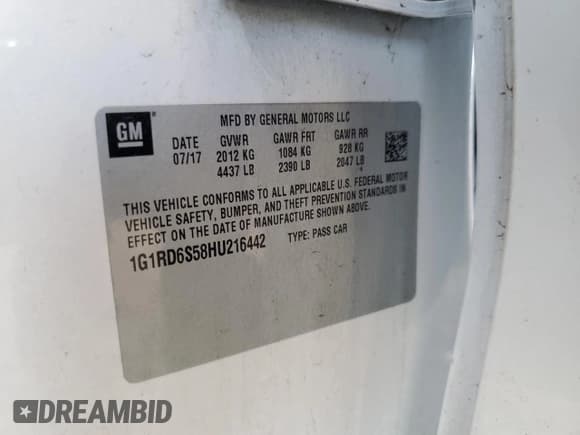 MFD BY GENERAL MOTORS LLC
GM
DATE GVWR GAWR FRT GAWR RR
07/17 2012 KG 1084 KG 928 KG
4437 LB 2390 LB 2047 LB
THIS VEHICLE CONFORMS TO ALL APPLICABLE U.S. FEDERAL MOTOR
VEHICLE SAFETY, BUMPER, AND THEFT PREVENTION STANDARDS IN
EFFECT ON THE DATE OF MANUFACTURE SHOWN ABOVE.
1G1RD6S58HU216442 TYPE: PASS CAR
#DREAMBID